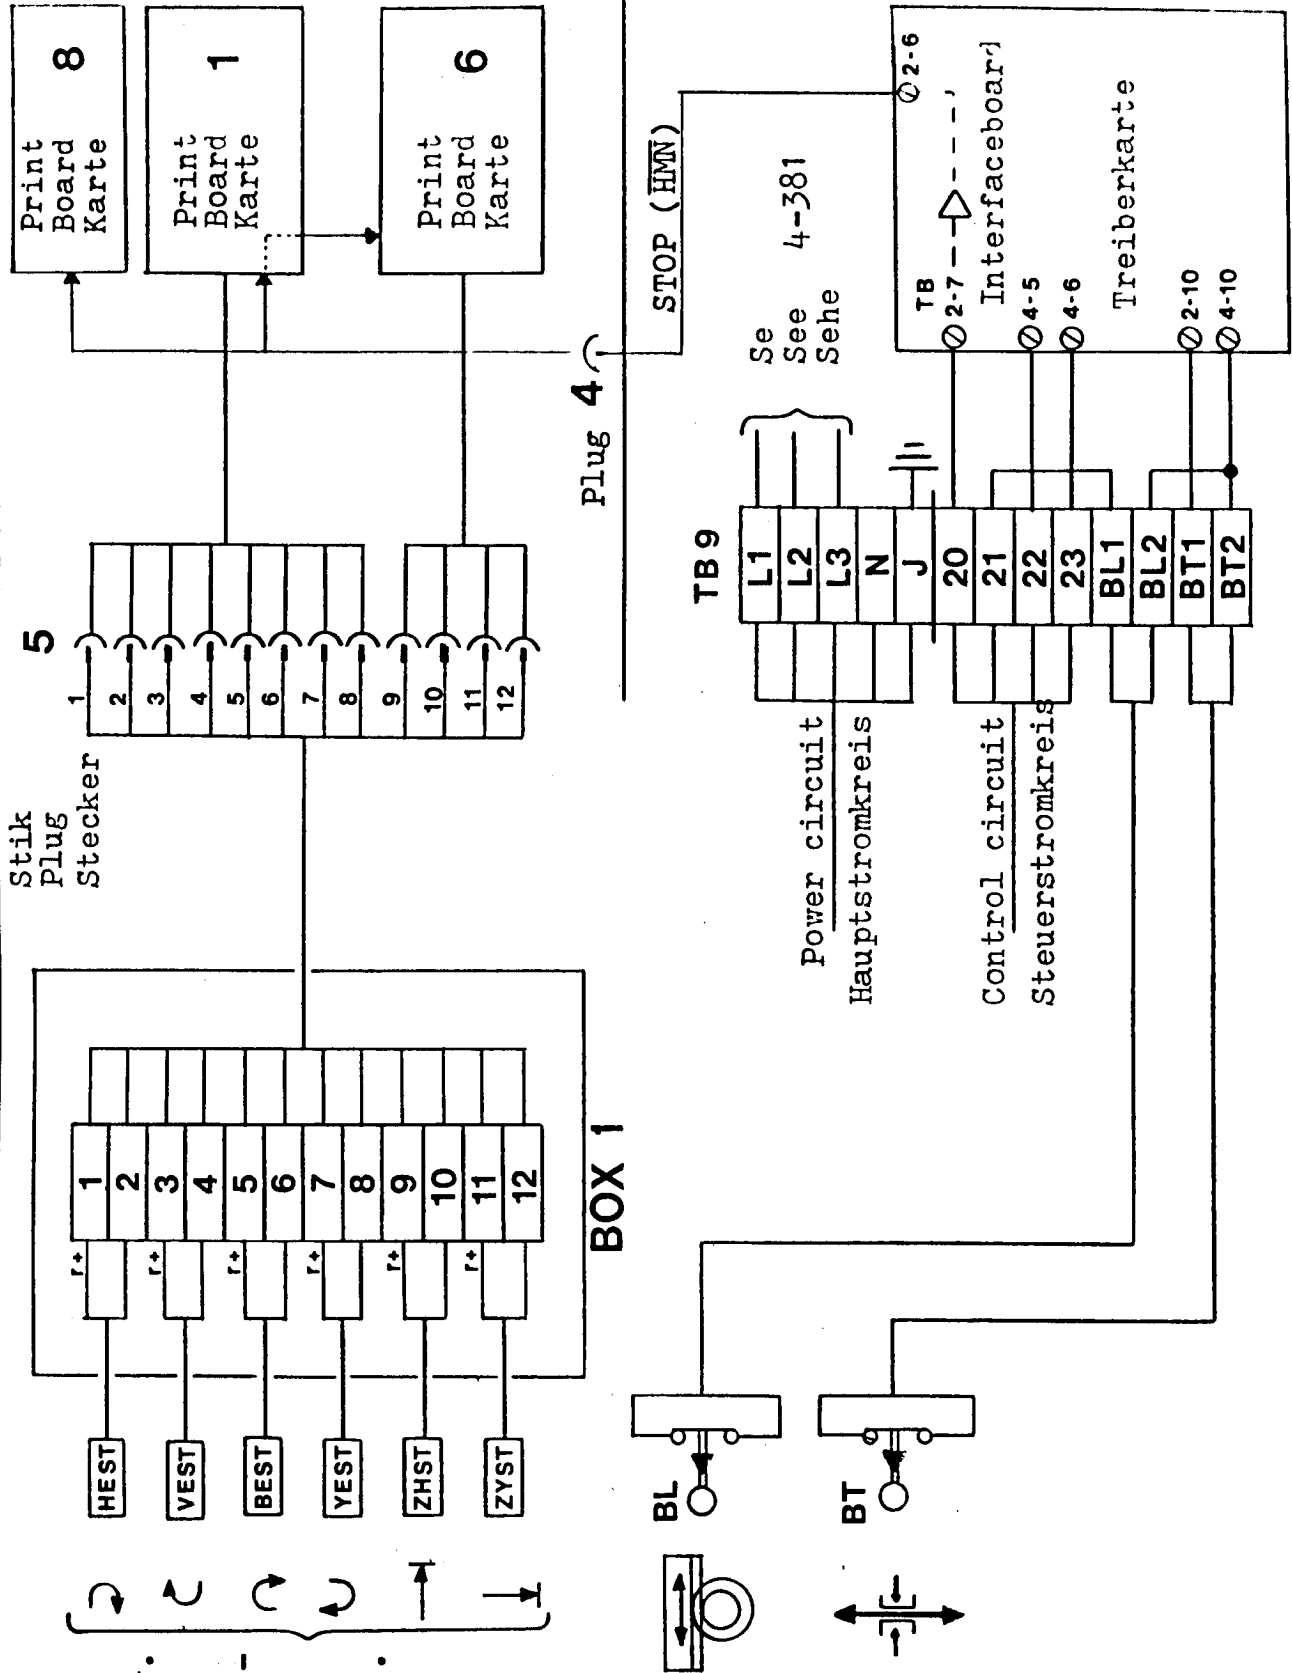 Print
Board
Karte
8
Print
Board
Karte
1
Print
Board
Karte
6
Stik
Plug
Stecker
5
1
2
3
4
5
6
7
8
9
10
11
12
Plug 4
STOP (HMN)
BOX 1
1
2
3
4
5
6
7
8
9
10
11
12
r+
r+
r+
r+
r+
r+
HEST
VEST
BEST
YEST
ZHST
ZYST
TB 9
L1
L2
L3
N
J
20
21
22
23
BL1
BL2
BT1
BT2
Se
See 4-381
Sehe
Power circuit
Hauptstromkreis
Control circuit
Steuerstromkreis
2-6
TB
2-7
Interfaceboard
4-5
4-6
Treiberkarte
2-10
4-10
BL
BT